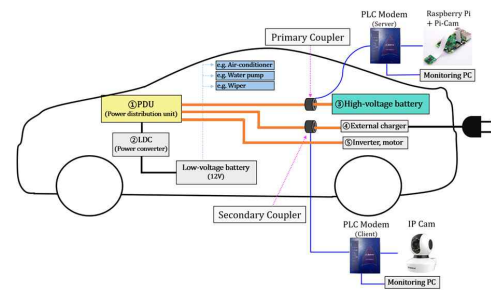 PLC Modem
(Server)
Raspberry Pi
+ Pi-Cam
Primary Coupler
Monitoring PC
e.g. Air-conditioner
e.g. Water pump
e.g. Wiper
①PDU
(Power distribution unit)
③High-voltage battery
④External charger
⑤Inverter, motor
②LDC
(Power converter)
Low-voltage battery
(12V)
Secondary Coupler
PLC Modem
(Client)
IP Cam
Monitoring PC